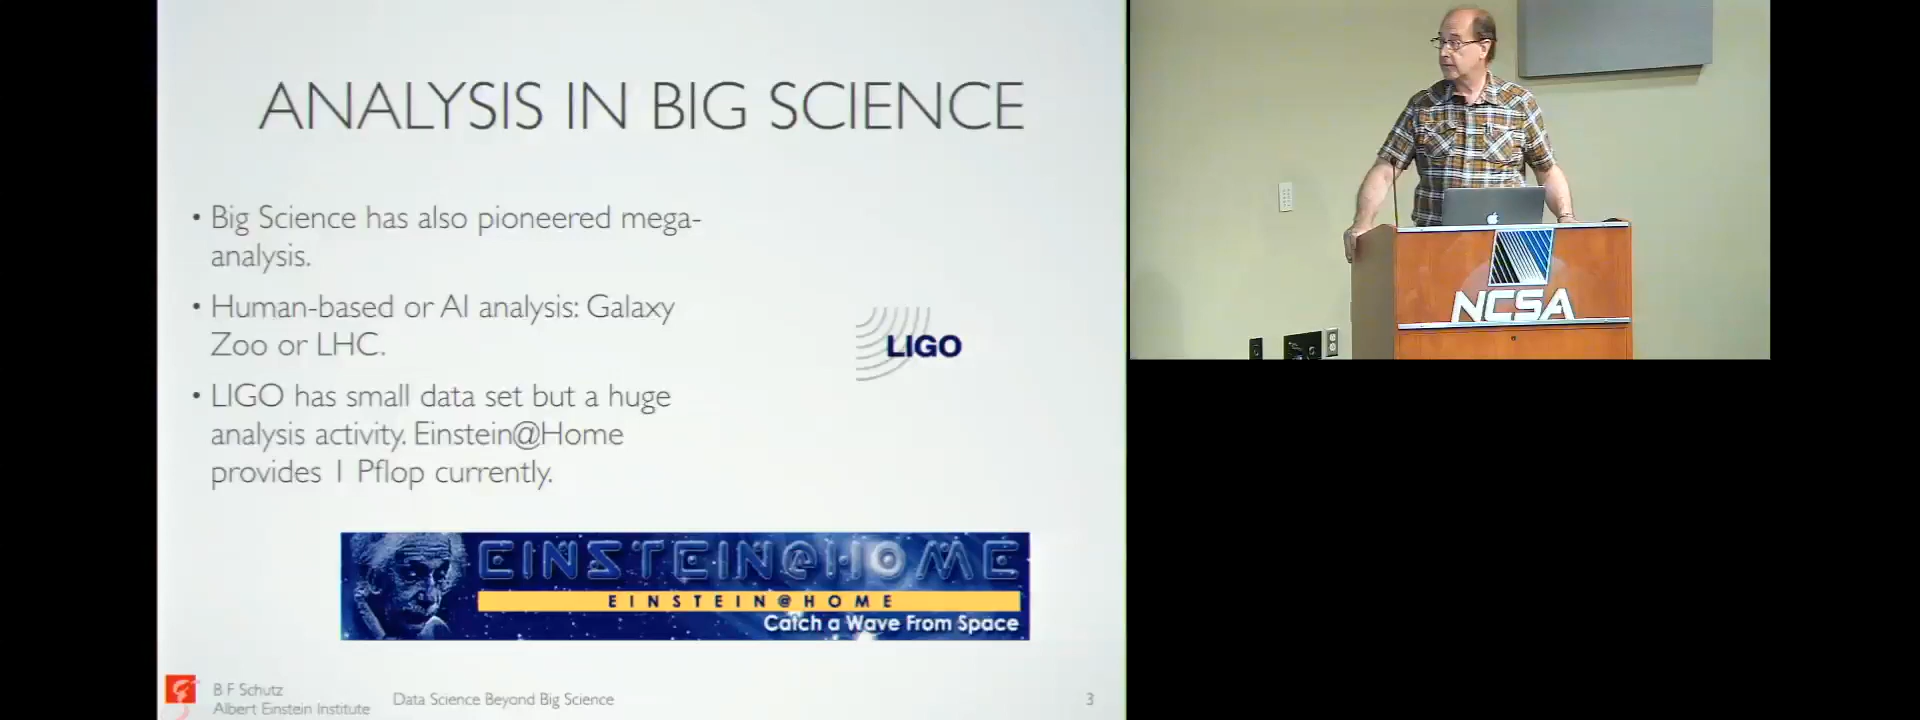 ANALYSIS IN BIG SCIENCE
• Big Science has also pioneered mega-
analysis.
• Human-based or AI analysis: Galaxy
Zoo or LHC.
• LIGO has small data set but a huge
analysis activity. Einstein@Home
provides 1 Pflop currently.
LIGO
EINSTEIN@HOME
EINSTEIN@HOME
Catch a Wave From Space
B F Schutz
Albert Einstein Institute
Data Science Beyond Big Science
3
NCSA